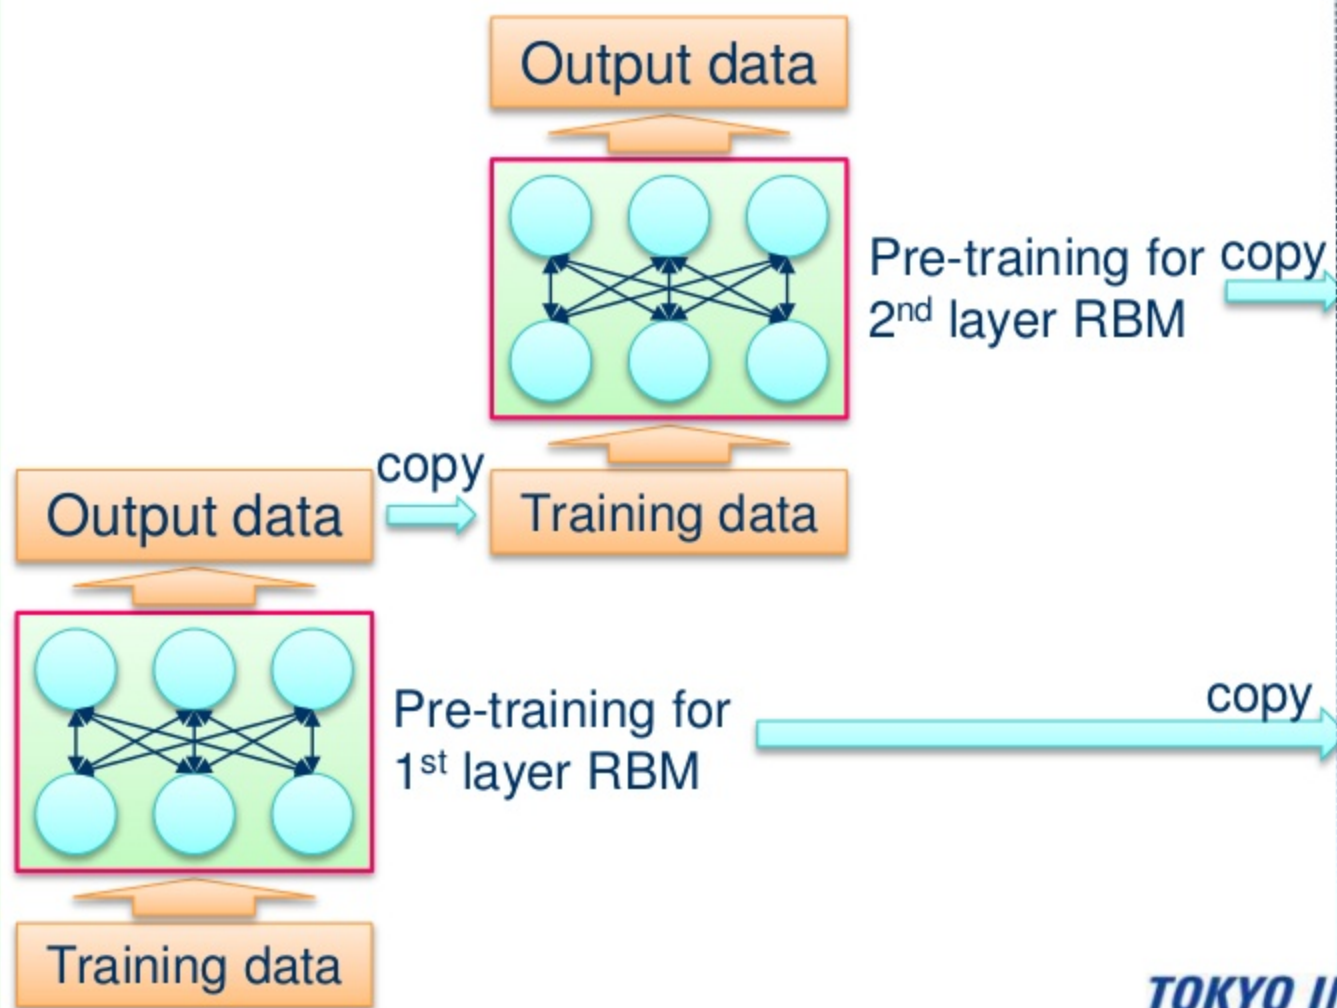 Output data
Pre-training for
2nd layer RBM
copy
copy
Output data
Training data
Pre-training for
1st layer RBM
copy
Training data
TOKYO